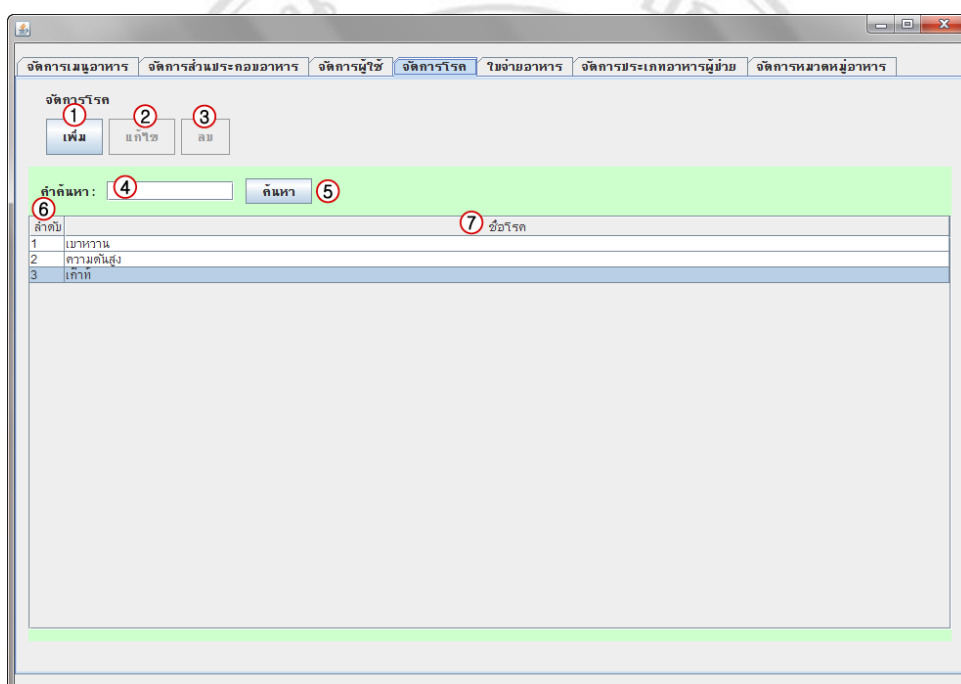 จัดการเมนูอาหาร จัดการส่วนประกอบอาหาร จัดการผู้ใช้ จัดการโรค ใบจ่ายอาหาร จัดการประเภทอาหารผู้ป่วย จัดการหมวดหมู่อาหาร
จัดการโรค
1 2 3
เพิ่ม แก้ไข ลบ
คำค้นหา : 4 ค้นหา 5
6 7
ลำดับ ชื่อโรค
1 เบาหวาน
2 ความดันสูง
3 เก๊าท์